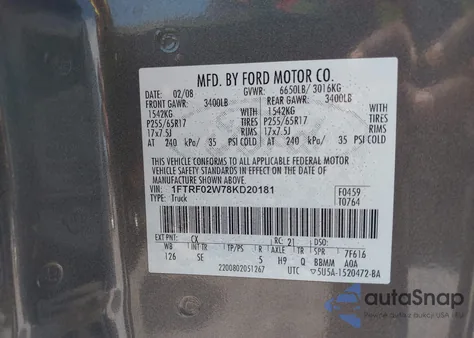 MFD. BY FORD MOTOR CO.
DATE: 02/08 GVWR: 6650LB/ 3016KG
FRONT GAWR: 3400LB REAR GAWR: 3400LB
1542KG WITH 1542KG WITH
P255/65R17 TIRES P255/65R17 TIRES
17x7.5J RIMS 17x7.5J RIMS
AT 240 kPa/ 35 PSI COLD AT 240 kPa/ 35 PSI COLD
THIS VEHICLE CONFORMS TO ALL APPLICABLE FEDERAL MOTOR
VEHICLE SAFETY STANDARDS IN EFFECT ON THE DATE OF
MANUFACTURE SHOWN ABOVE.
VIN: 1FTRF02W78KD20181 F0459
TYPE: Truck T0764
EXT PNT: CX RC: 21 DSO:
WB INT TR TP/PS R AXLE TR SPR 7F616
126 SE 5 H9 Q BBMM A0A
2200802051267 UTC ▽5U5A-1520472-BA
autoSnap